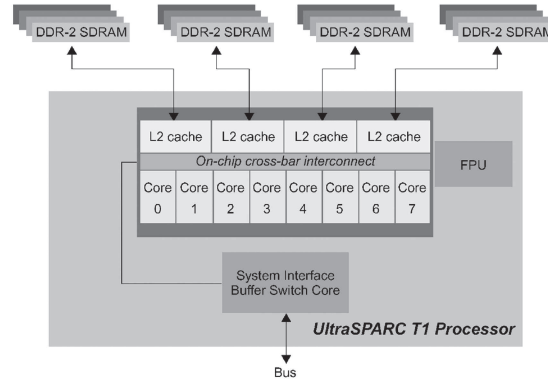 DDR-2 SDRAM DDR-2 SDRAM DDR-2 SDRAM DDR-2 SDRAM
L2 cache L2 cache L2 cache L2 cache
On-chip cross-bar interconnect
FPU
Core Core Core Core Core Core Core Core
0 1 2 3 4 5 6 7
System Interface
Buffer Switch Core
UltraSPARC T1 Processor
Bus